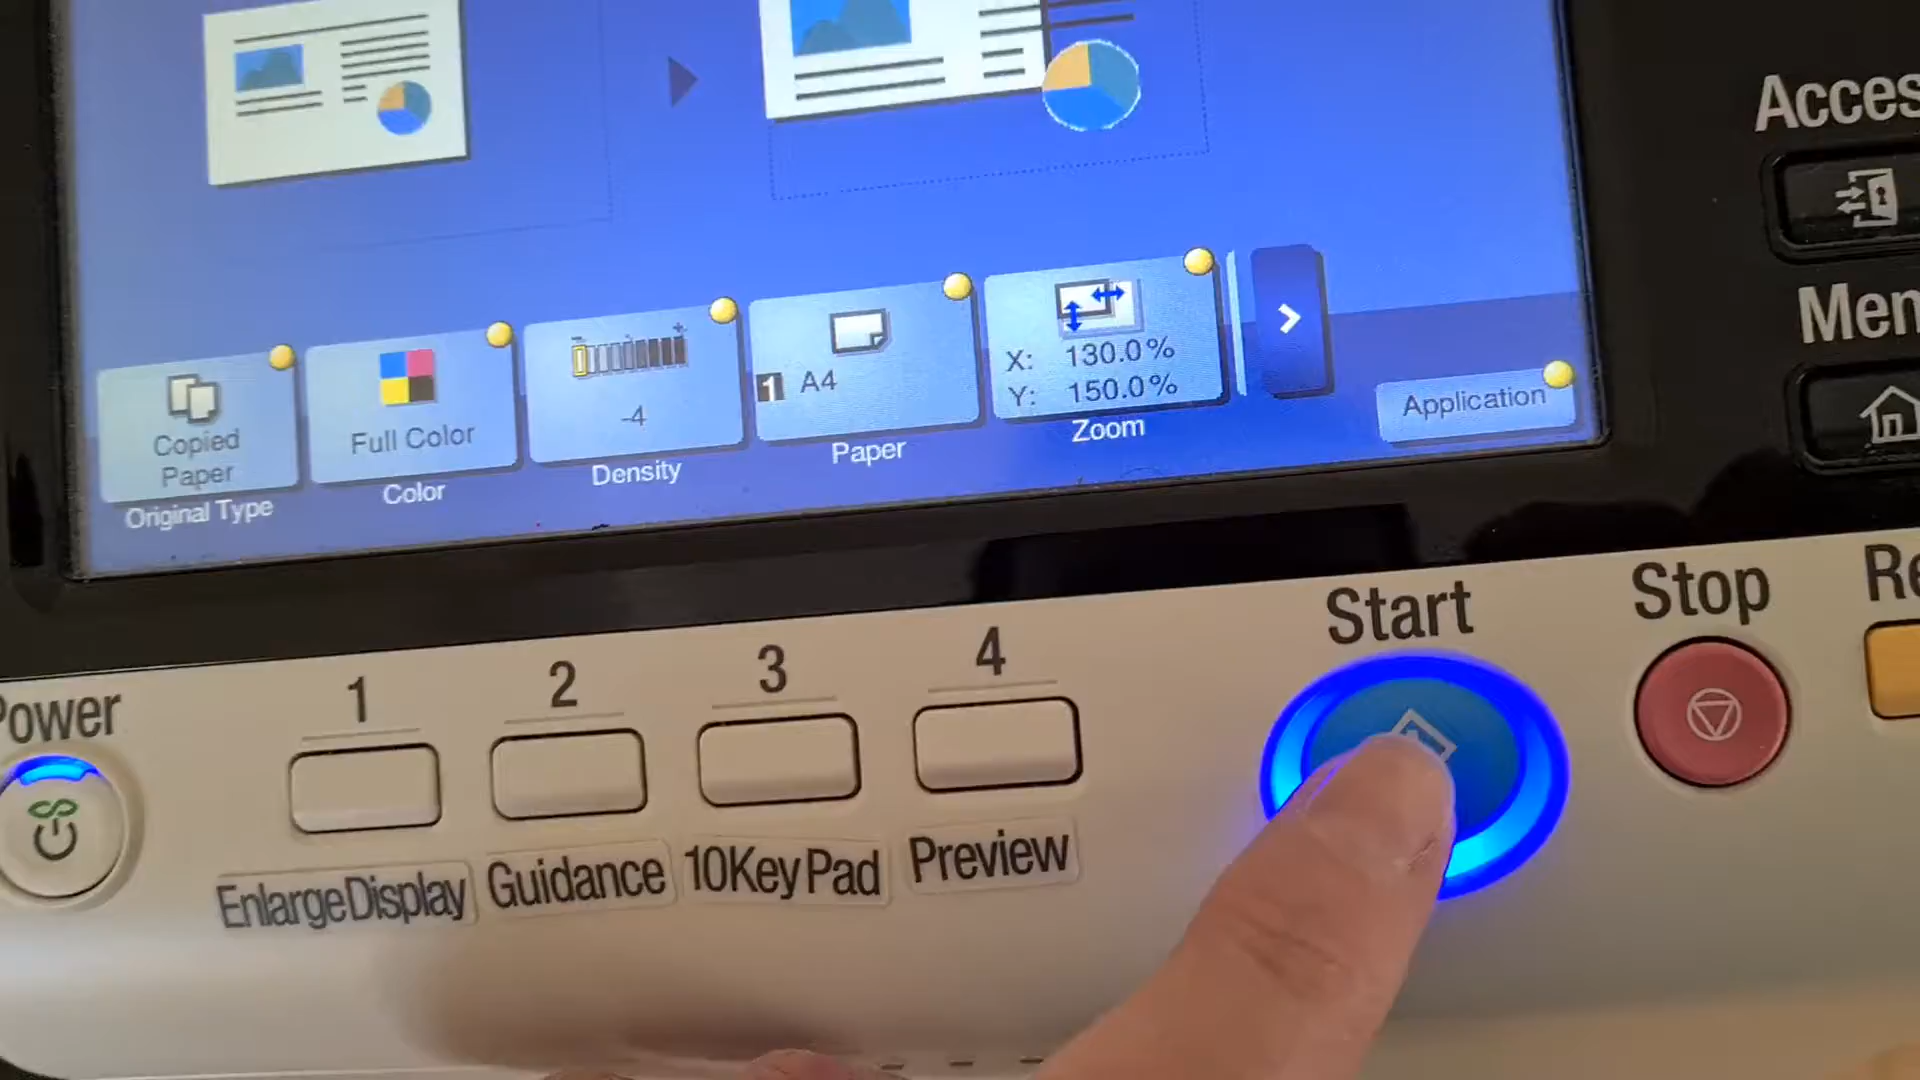 Copied
Paper
Original Type
Full Color
Color
-
+
-4
Density
1 A4
Paper
X: 130.0%
Y: 150.0%
Zoom
Application
Acces
Men
Power
1
2
3
4
EnlargeDisplay
Guidance
10KeyPad
Preview
Start
Stop
Re